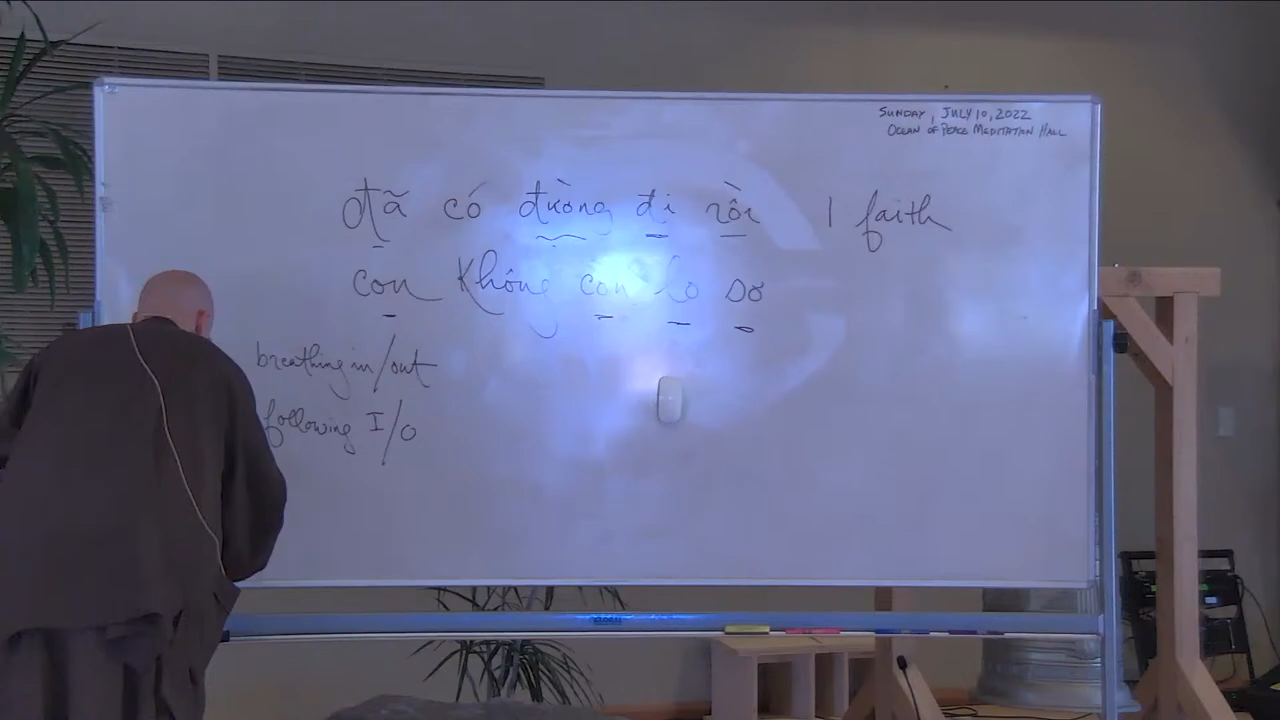 SUNDAY, JULY 10, 2022
OCEAN OF PEACE MEDITATION HALL
đã có đường đi rồi 1 faith
con không còn lo sợ
breathing in/out
following I/O
GLOBAL